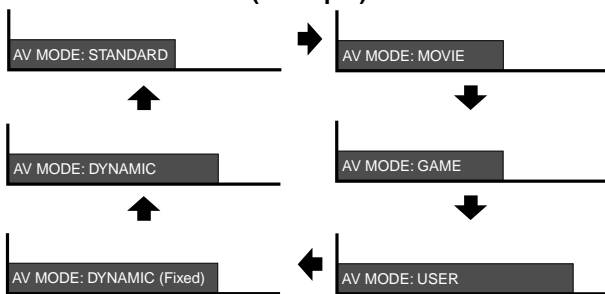 AV MODE: STANDARD
AV MODE: MOVIE
AV MODE: DYNAMIC
AV MODE: GAME
AV MODE: DYNAMIC (Fixed)
AV MODE: USER